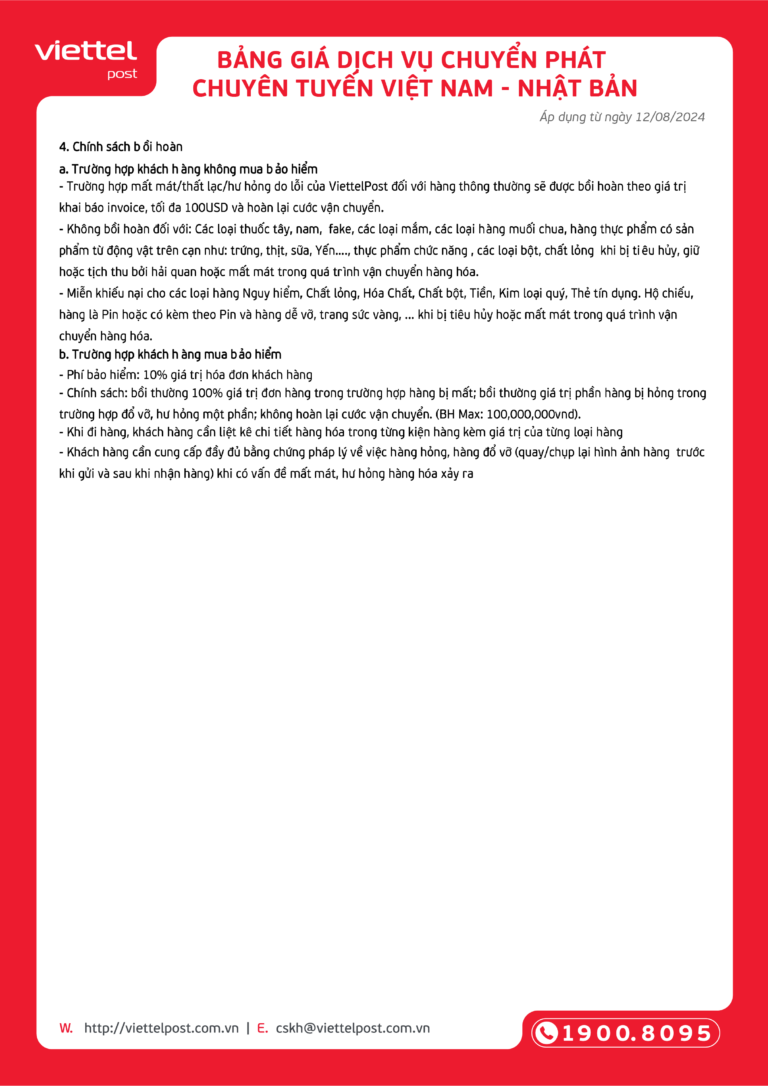 viettel
post
BẢNG GIÁ DỊCH VỤ CHUYỂN PHÁT
CHUYÊN TUYẾN VIỆT NAM - NHẬT BẢN
Áp dụng từ ngày 12/08/2024
4. Chính sách bồi hoàn
a. Trường hợp khách hàng không mua bảo hiểm
- Trường hợp mất mát/thất lạc/hư hỏng do lỗi của ViettelPost đối với hàng thông thường sẽ được bồi hoàn theo giá trị
khai báo invoice, tối đa 100USD và hoàn lại cước vận chuyển.
- Không bồi hoàn đối với: Các loại thuốc tây, nam, fake, các loại mắm, các loại hàng muối chua, hàng thực phẩm có sản
phẩm từ động vật trên cạn như: trứng, thịt, sữa, Yến...., thực phẩm chức năng , các loại bột, chất lỏng khi bị tiêu hủy, giữ
hoặc tịch thu bởi hải quan hoặc mất mát trong quá trình vận chuyển hàng hóa.
- Miễn khiếu nại cho các loại hàng Nguy hiểm, Chất lỏng, Hóa Chất, Chất bột, Tiền, Kim loại quý, Thẻ tín dụng. Hộ chiếu,
hàng là Pin hoặc có kèm theo Pin và hàng dễ vỡ, trang sức vàng, ... khi bị tiêu hủy hoặc mất mát trong quá trình vận
chuyển hàng hóa.
b. Trường hợp khách hàng mua bảo hiểm
- Phí bảo hiểm: 10% giá trị hóa đơn khách hàng
- Chính sách: bồi thường 100% giá trị đơn hàng trong trường hợp hàng bị mất; bồi thường giá trị phần hàng bị hỏng trong
trường hợp đổ vỡ, hư hỏng một phần; không hoàn lại cước vận chuyển. (BH Max: 100,000,000vnd).
- Khi đi hàng, khách hàng cần liệt kê chi tiết hàng hóa trong từng kiện hàng kèm giá trị của từng loại hàng
- Khách hàng cần cung cấp đầy đủ bằng chứng pháp lý về việc hàng hỏng, hàng đổ vỡ (quay/chụp lại hình ảnh hàng trước
khi gửi và sau khi nhận hàng) khi có vấn đề mất mát, hư hỏng hàng hóa xảy ra
W. http://viettelpost.com.vn | E. cskh@viettelpost.com.vn
1900.8095